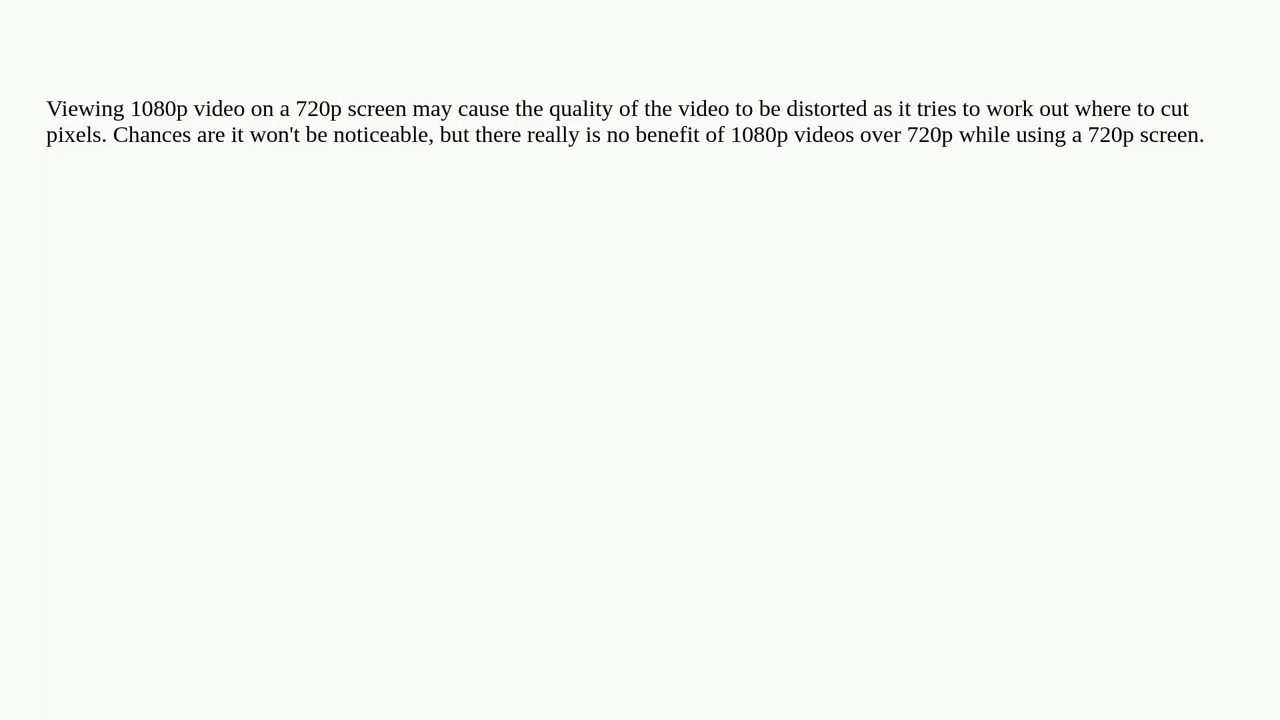 Viewing 1080p video on a 720p screen may cause the quality of the video to be distorted as it tries to work out where to cut
pixels. Chances are it won't be noticeable, but there really is no benefit of 1080p videos over 720p while using a 720p screen.